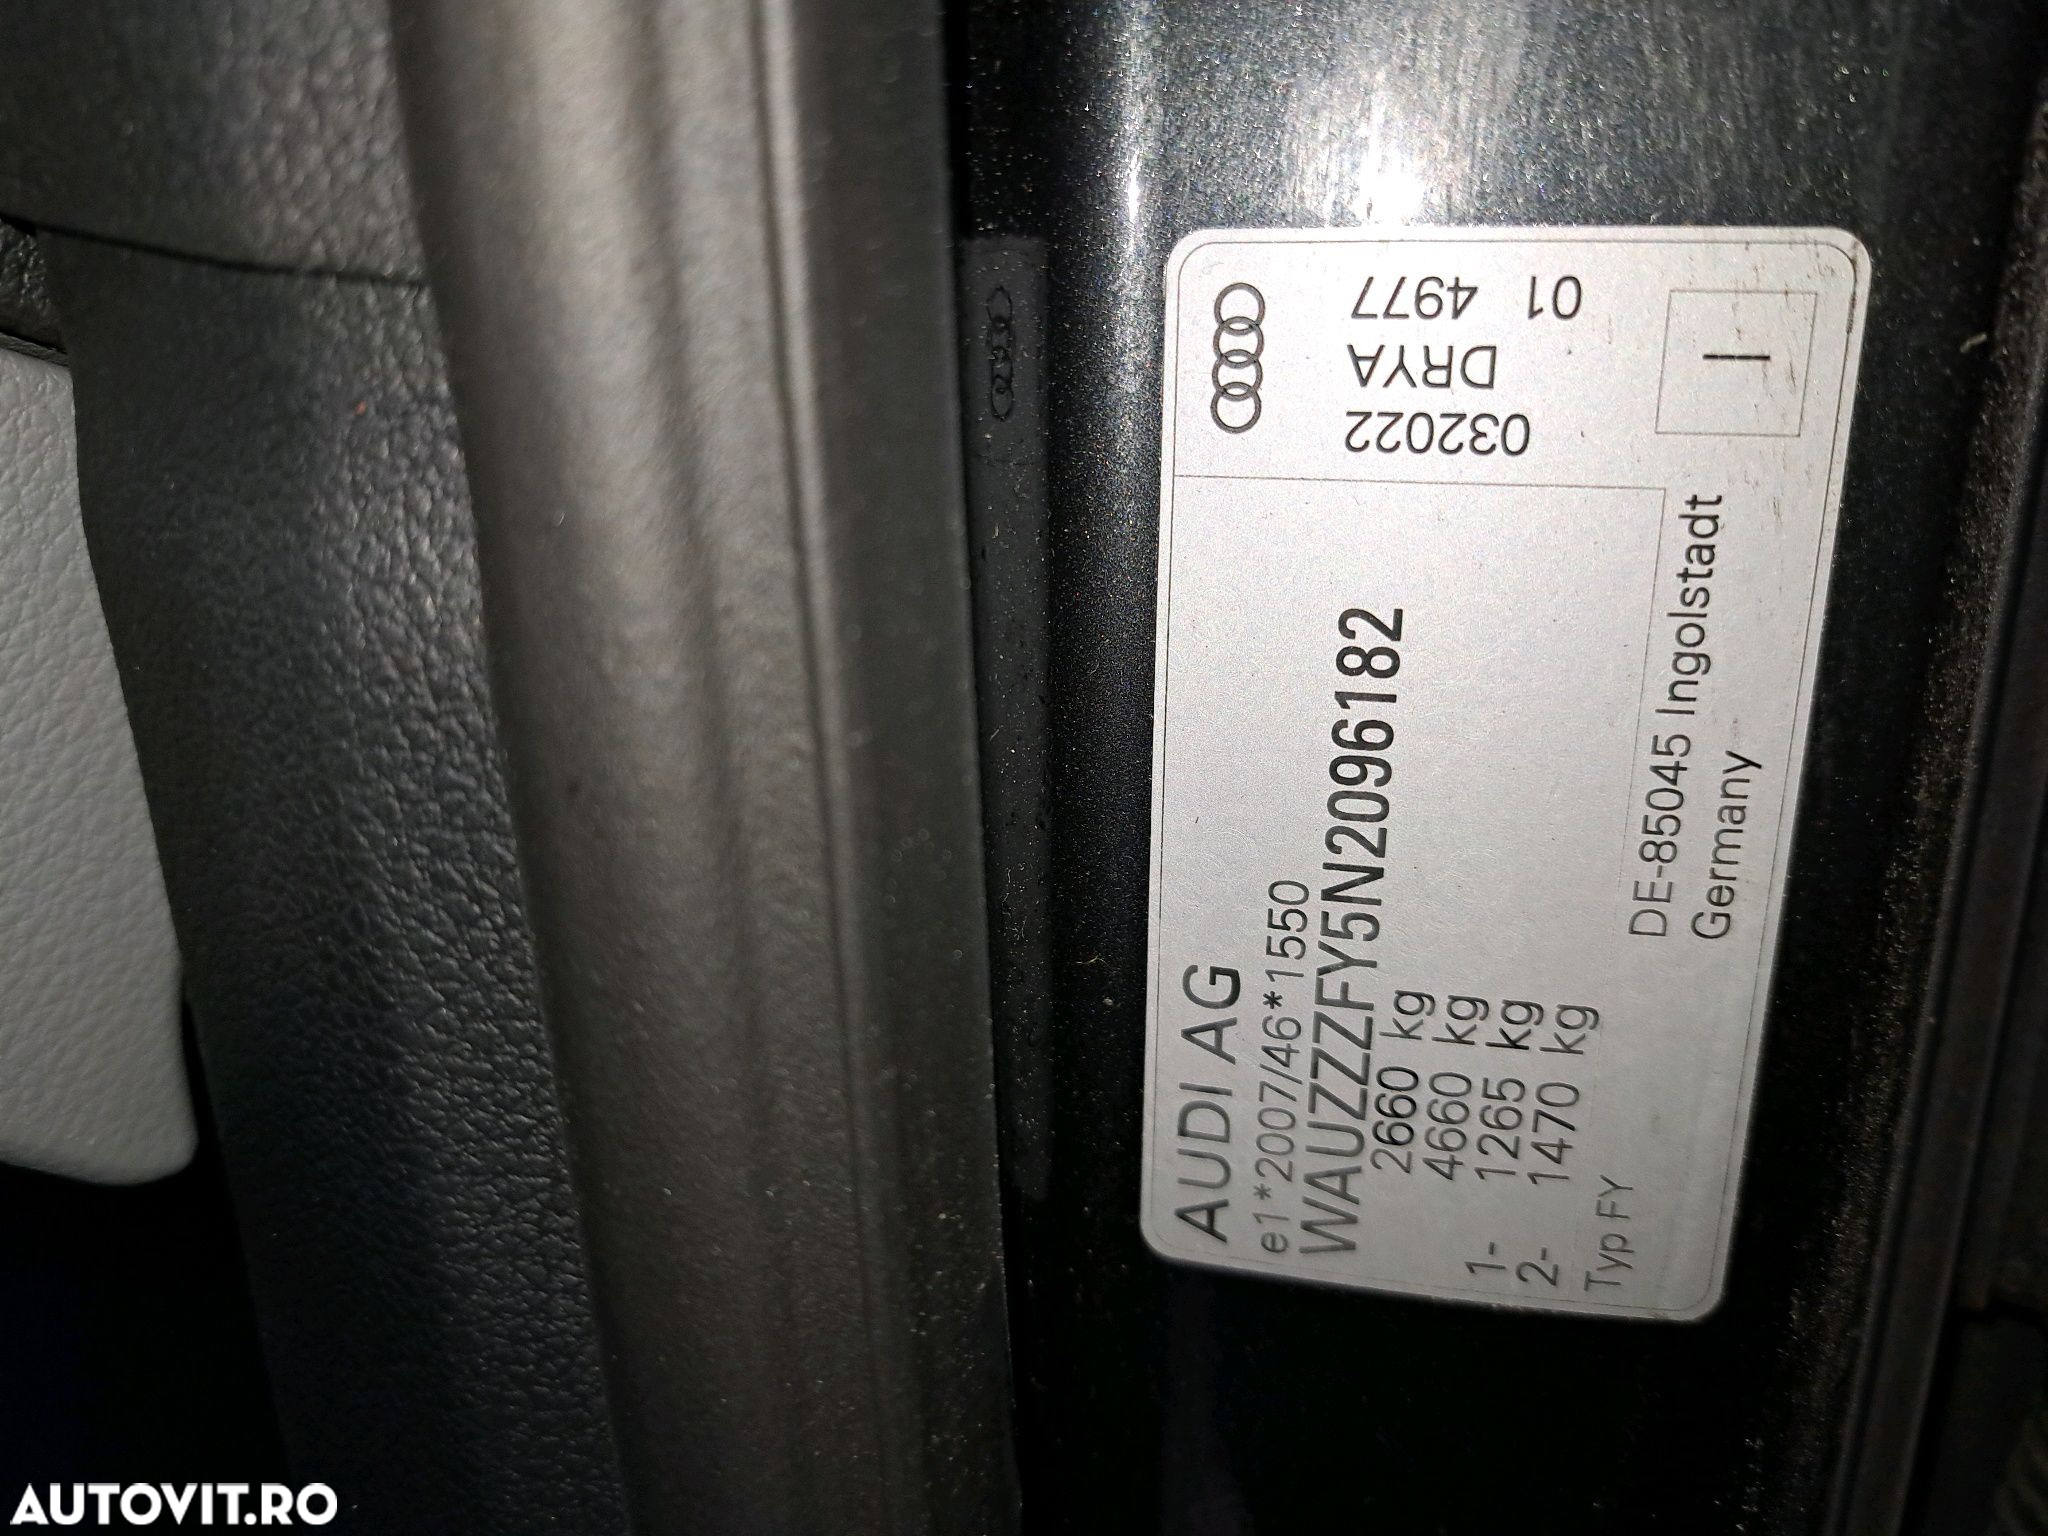 AUDI AG
e1*2007/46*1550
WAUZZZFY5N2096182
2660 kg
4660 kg
1- 1265 kg
2- 1470 kg
Typ FY
DE-85045 Ingolstadt
Germany
032022
DRYA
01 4977
I
AUTOVIT.RO